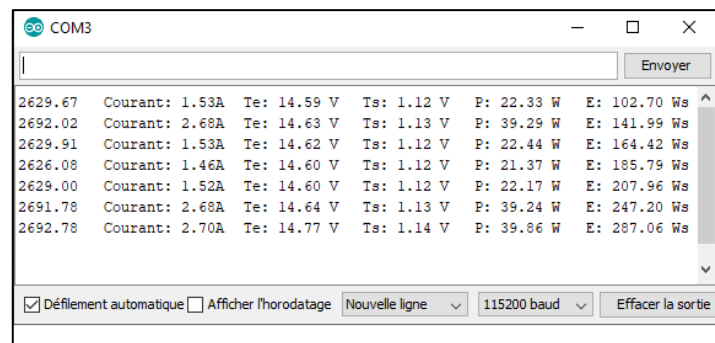 COM3
Envoyer
2629.67 Courant: 1.53A Te: 14.59 V Ts: 1.12 V P: 22.33 W E: 102.70 Ws
2692.02 Courant: 2.68A Te: 14.63 V Ts: 1.13 V P: 39.29 W E: 141.99 Ws
2629.91 Courant: 1.53A Te: 14.62 V Ts: 1.12 V P: 22.44 W E: 164.42 Ws
2626.08 Courant: 1.46A Te: 14.60 V Ts: 1.12 V P: 21.37 W E: 185.79 Ws
2629.00 Courant: 1.52A Te: 14.60 V Ts: 1.12 V P: 22.17 W E: 207.96 Ws
2691.78 Courant: 2.68A Te: 14.64 V Ts: 1.13 V P: 39.24 W E: 247.20 Ws
2692.78 Courant: 2.70A Te: 14.77 V Ts: 1.14 V P: 39.86 W E: 287.06 Ws
Défilement automatique Afficher l'horodatage Nouvelle ligne 115200 baud Effacer la sortie